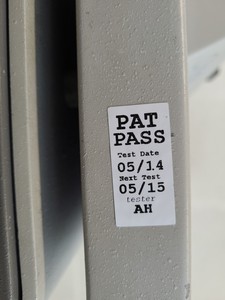 PAT
PASS
Test Date
05/14
Next Test
05/15
tester
AH